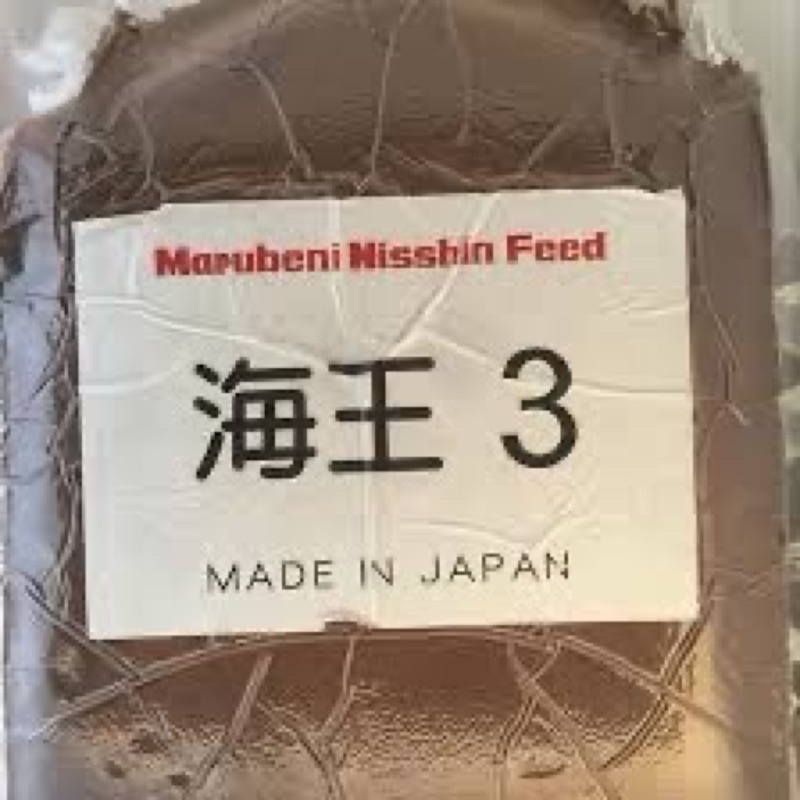 Marubeni Nisshin Feed
海王 3
MADE IN JAPAN